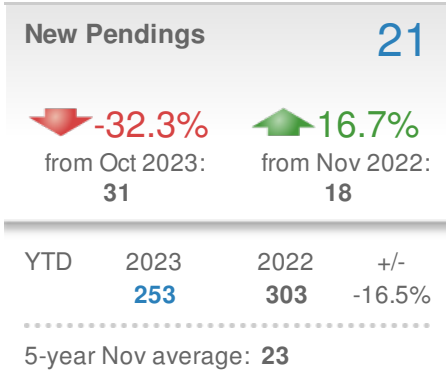 New Pendings 21
-32.3% 16.7%
from Oct 2023: from Nov 2022:
31 18
YTD 2023 2022 +/-
253 303 -16.5%
5-year Nov average: 23